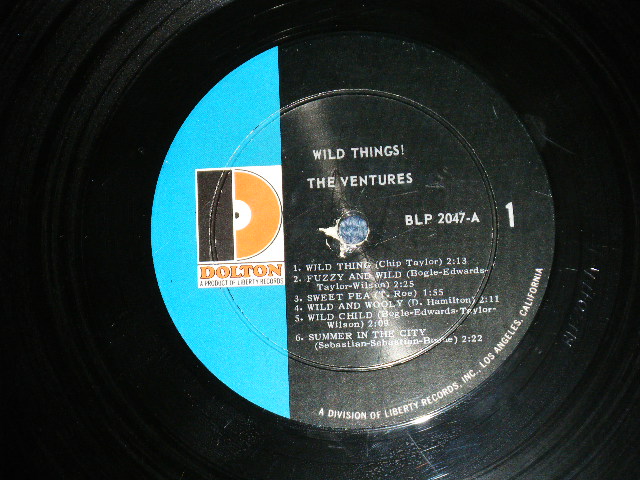 WILD THINGS!
THE VENTURES
BLP 2047-A
1
DOLTON
A PRODUCT OF LIBERTY RECORDS
1. WILD THING (Chip Taylor) 2:13
2. FUZZY AND WILD (Bogle-Edwards-
Taylor-Wilson) 2:25
3. SWEET PEA (T. Roe) 1:55
4. WILD AND WOOLY (D. Hamilton) 2:11
5. WILD CHILD (Bogle-Edwards-Taylor-
Wilson) 2:09
6. SUMMER IN THE CITY
(Sebastian-Sebastian-Boone) 2:22
A DIVISION OF LIBERTY RECORDS, INC., LOS ANGELES, CALIFORNIA